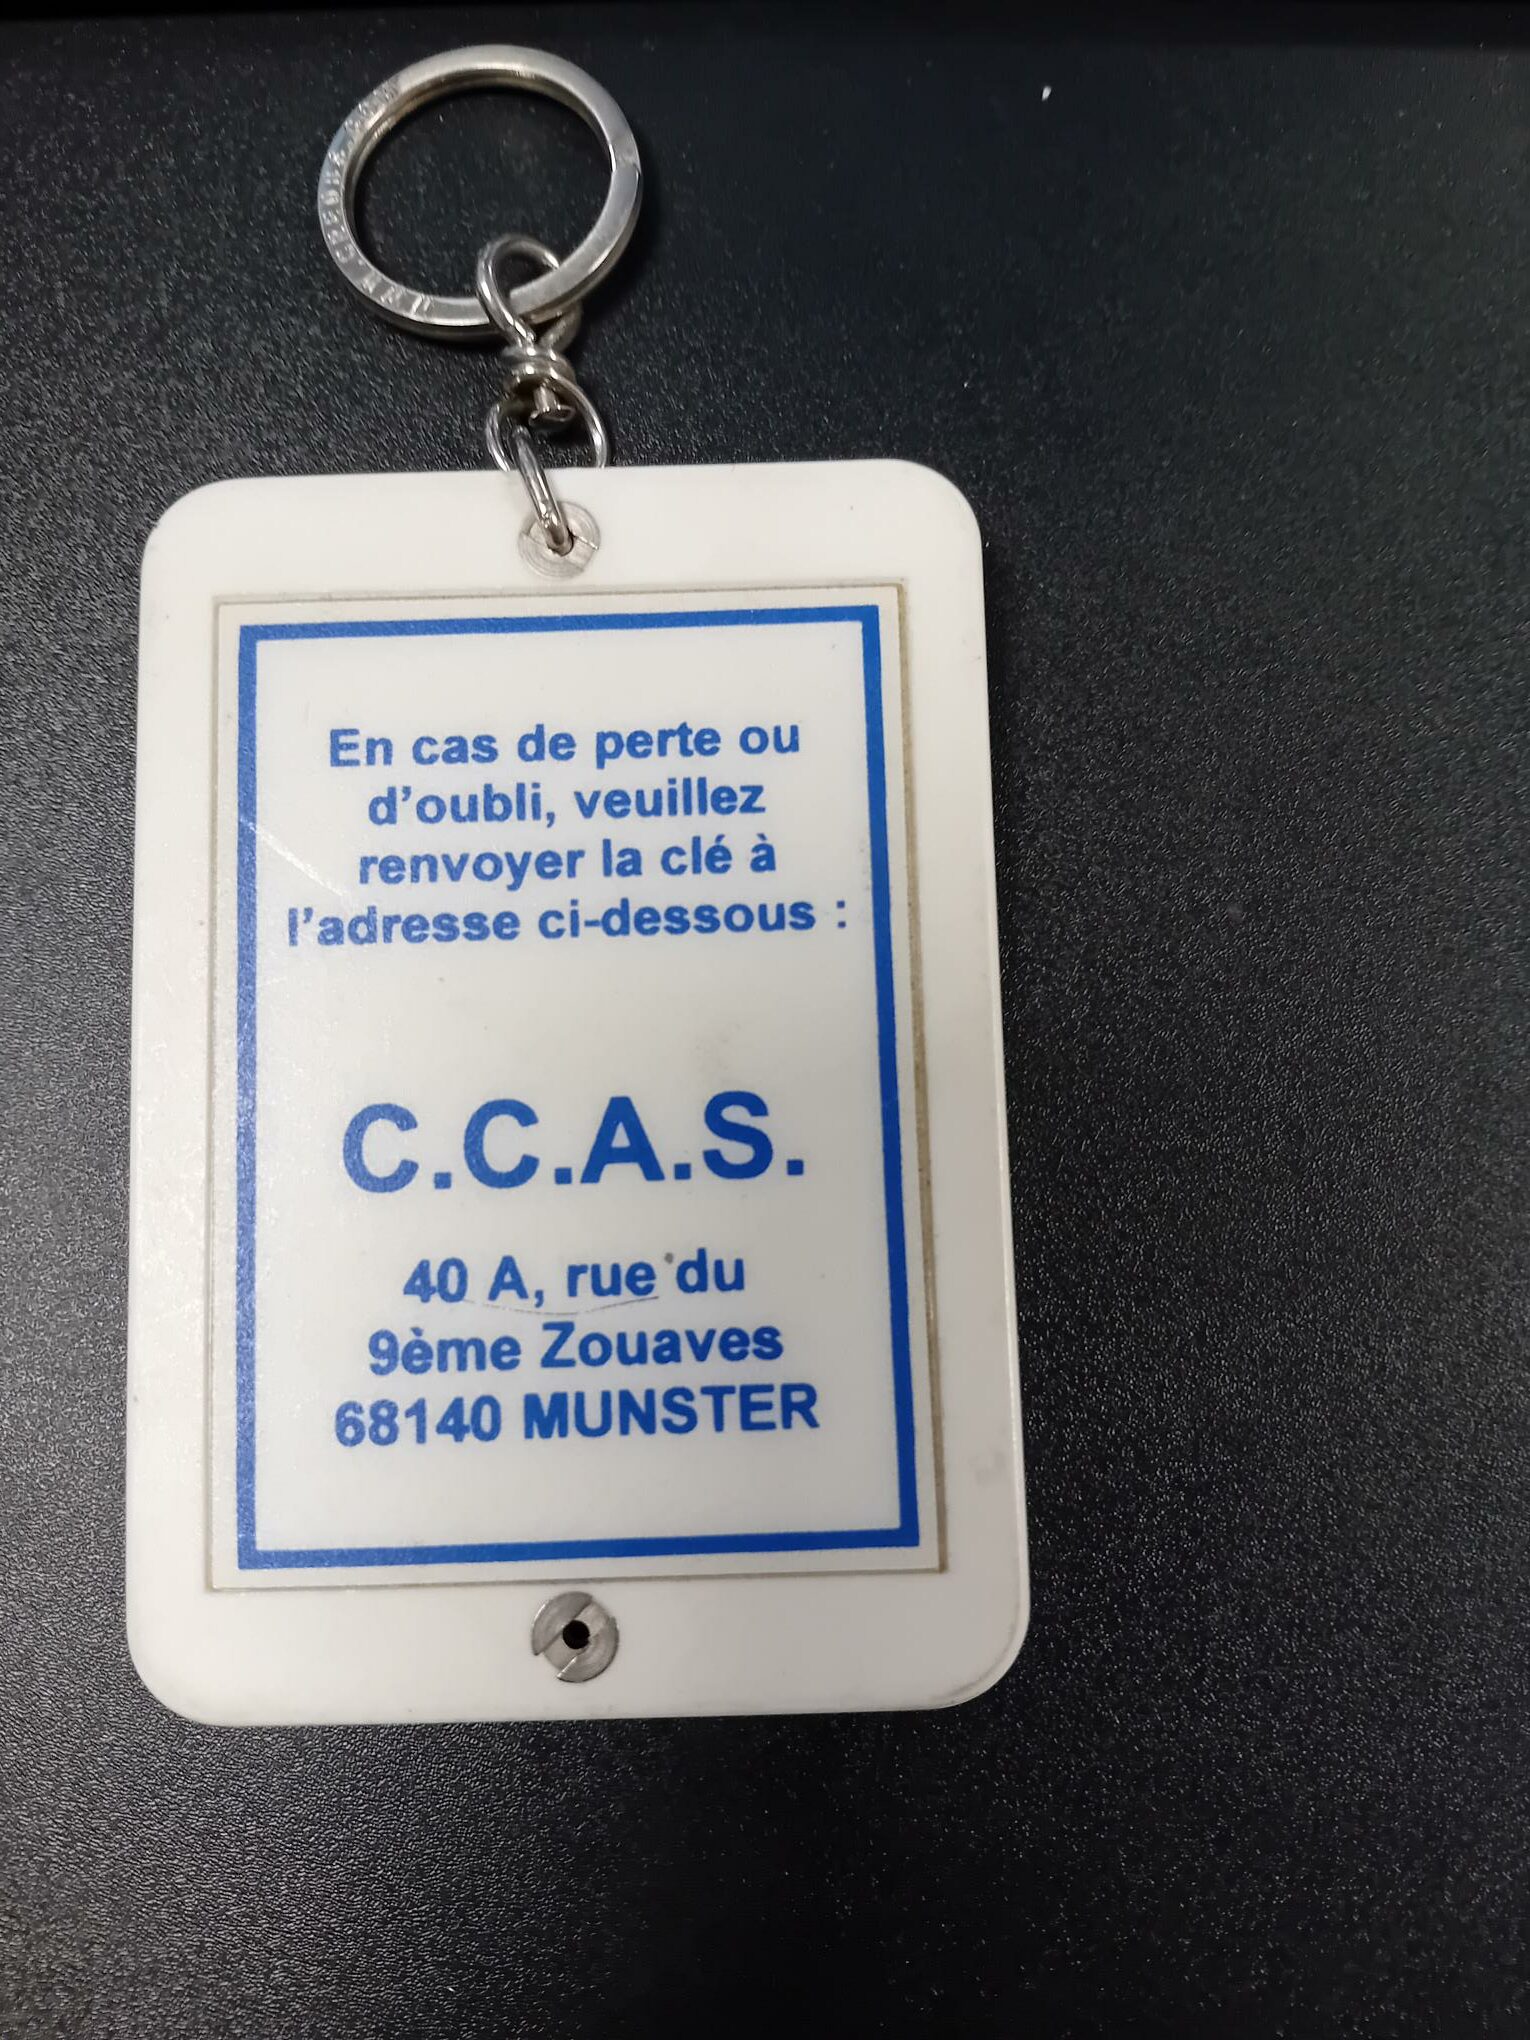 En cas de perte ou
d'oubli, veuillez
renvoyer la clé à
l'adresse ci-dessous :
C.C.A.S.
40 A, rue du
9ème Zouaves
68140 MUNSTER